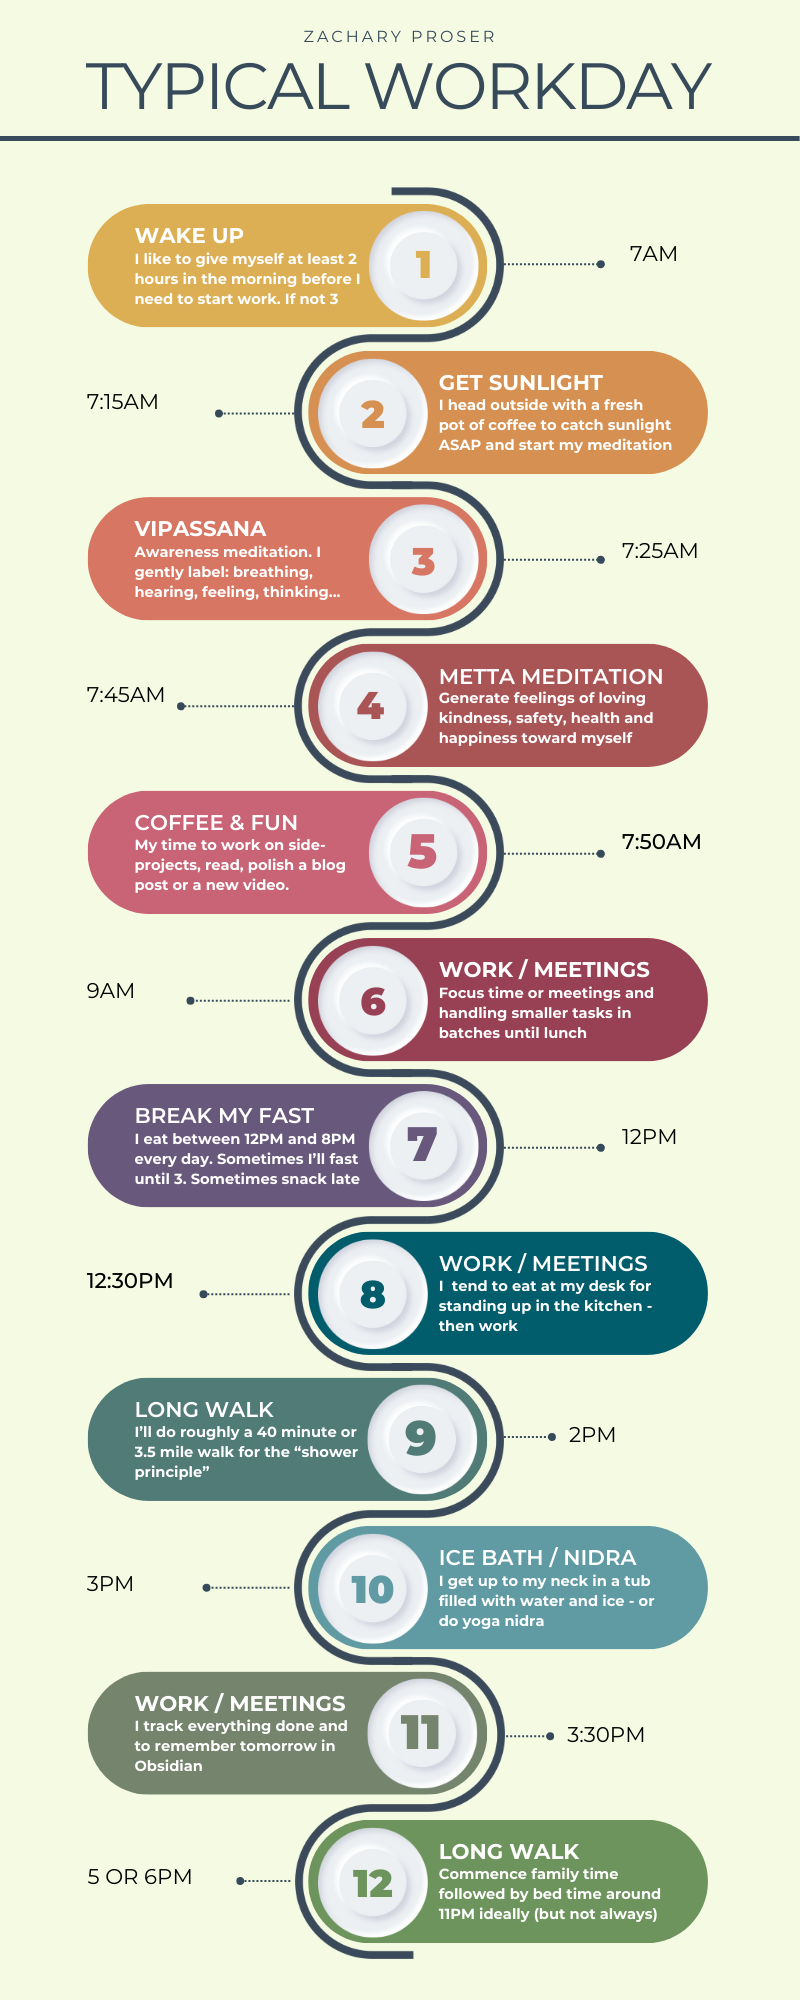 ZACHARY PROSER
TYPICAL WORKDAY
WAKE UP
I like to give myself at least 2
hours in the morning before I
need to start work. If not 3
1
7AM
7:15AM
2
GET SUNLIGHT
I head outside with a fresh
pot of coffee to catch sunlight
ASAP and start my meditation
VIPASSANA
Awareness meditation. I
gently label: breathing,
hearing, feeling, thinking...
3
7:25AM
7:45AM
4
METTA MEDITATION
Generate feelings of loving
kindness, safety, health and
happiness toward myself
COFFEE & FUN
My time to work on side-
projects, read, polish a blog
post or a new video.
5
7:50AM
9AM
6
WORK / MEETINGS
Focus time or meetings and
handling smaller tasks in
batches until lunch
BREAK MY FAST
I eat between 12PM and 8PM
every day. Sometimes I'll fast
until 3. Sometimes snack late
7
12PM
12:30PM
8
WORK / MEETINGS
I  tend to eat at my desk for
standing up in the kitchen -
then work
LONG WALK
I'll do roughly a 40 minute or
3.5 mile walk for the “shower
principle”
9
2PM
3PM
10
ICE BATH / NIDRA
I get up to my neck in a tub
filled with water and ice - or
do yoga nidra
WORK / MEETINGS
I track everything done and
to remember tomorrow in
Obsidian
11
3:30PM
5 OR 6PM
12
LONG WALK
Commence family time
followed by bed time around
11PM ideally (but not always)